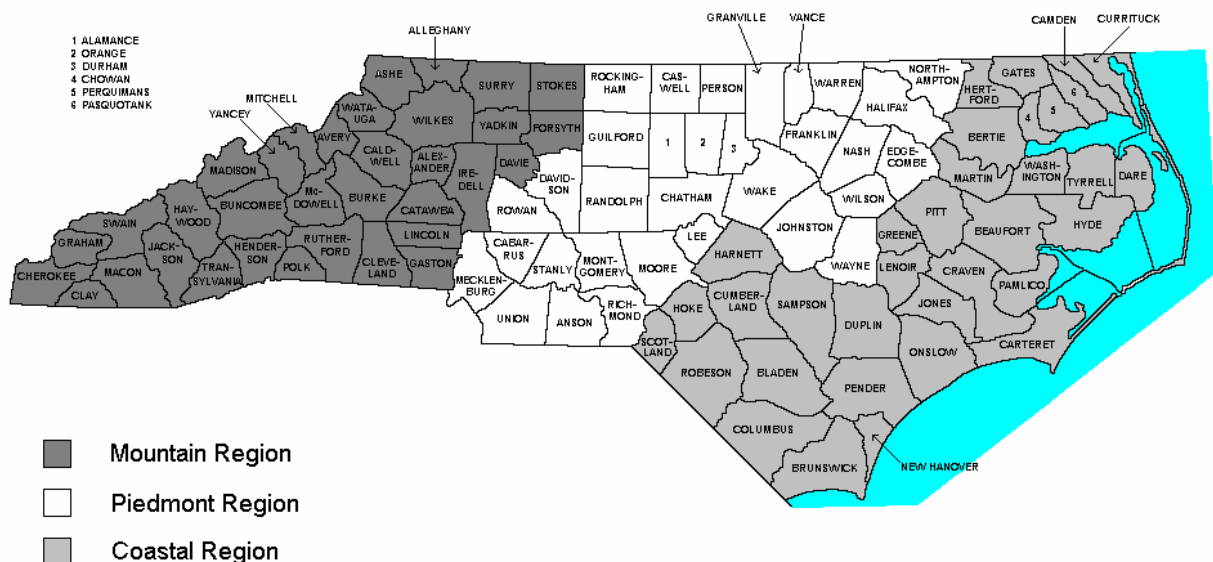 GRANVILLE
VANCE
CAMDEN
CURRITUCK
ALLEGHANY
1 ALAMANCE
2 ORANGE
3 DURHAM
4 CHOWAN
5 PERQUIMANS
6 PASQUOTANK
MITCHELL
YANCEY
ASHE
SURRY
STOKES
ROCKING-
HAM
CAS-
WELL
PERSON
WARREN
NORTH-
AMPTON
GATES
HERT-
FORD
WATA-
UGA
WILKES
YADKIN
FORSYTH
GUILFORD
1
2
3
HALIFAX
FRANKLIN
BERTIE
4
5
6
AVERY
CALD-
WELL
ALEX-
ANDER
IRE-
DELL
DAVIE
DAVID-
SON
NASH
EDGE-
COMBE
MADISON
Mc-
DOWELL
BURKE
CATAWBA
ROWAN
RANDOLPH
CHATHAM
WAKE
WILSON
MARTIN
WASH-
INGTON
TYRRELL
DARE
HAY-
WOOD
BUNCOMBE
LINCOLN
SWAIN
GRAHAM
JACK-
SON
HENDER-
SON
RUTHER-
FORD
CLEVE-
LAND
GASTON
CABAR-
RUS
STANLY
MONT-
GOMERY
MOORE
LEE
HARNETT
JOHNSTON
WAYNE
GREENE
PITT
BEAUFORT
HYDE
CHEROKEE
MACON
CLAY
TRAN-
SYLVANIA
POLK
MECKLEN-
BURG
UNION
ANSON
RICH-
MOND
HOKE
CUMBER-
LAND
SAMPSON
LENOIR
CRAVEN
PAMLICO
JONES
DUPLIN
SCOT-
LAND
ONSLOW
CARTERET
ROBESON
BLADEN
PENDER
COLUMBUS
BRUNSWICK
NEW HANOVER
Mountain Region
Piedmont Region
Coastal Region